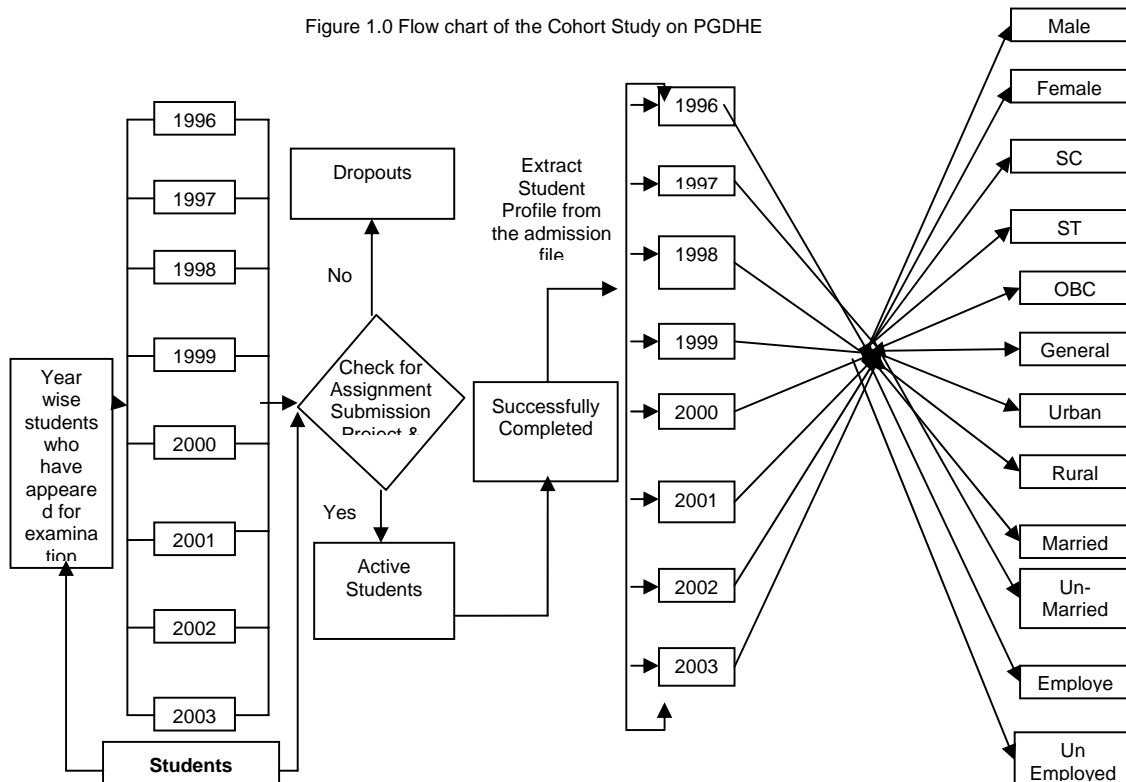 Figure 1.0 Flow chart of the Cohort Study on PGDHE
Year
wise
students
who
have
appeare
d for
examina
tion
1996
1997
1998
1999
2000
2001
2002
2003
Students
Dropouts
No
Check for
Assignment
Submission
Project &
Yes
Active
Students
Successfully
Completed
Extract
Student
Profile from
the admission
file
1996
1997
1998
1999
2000
2001
2002
2003
Male
Female
SC
ST
OBC
General
Urban
Rural
Married
Un-
Married
Employe
Un
Employed